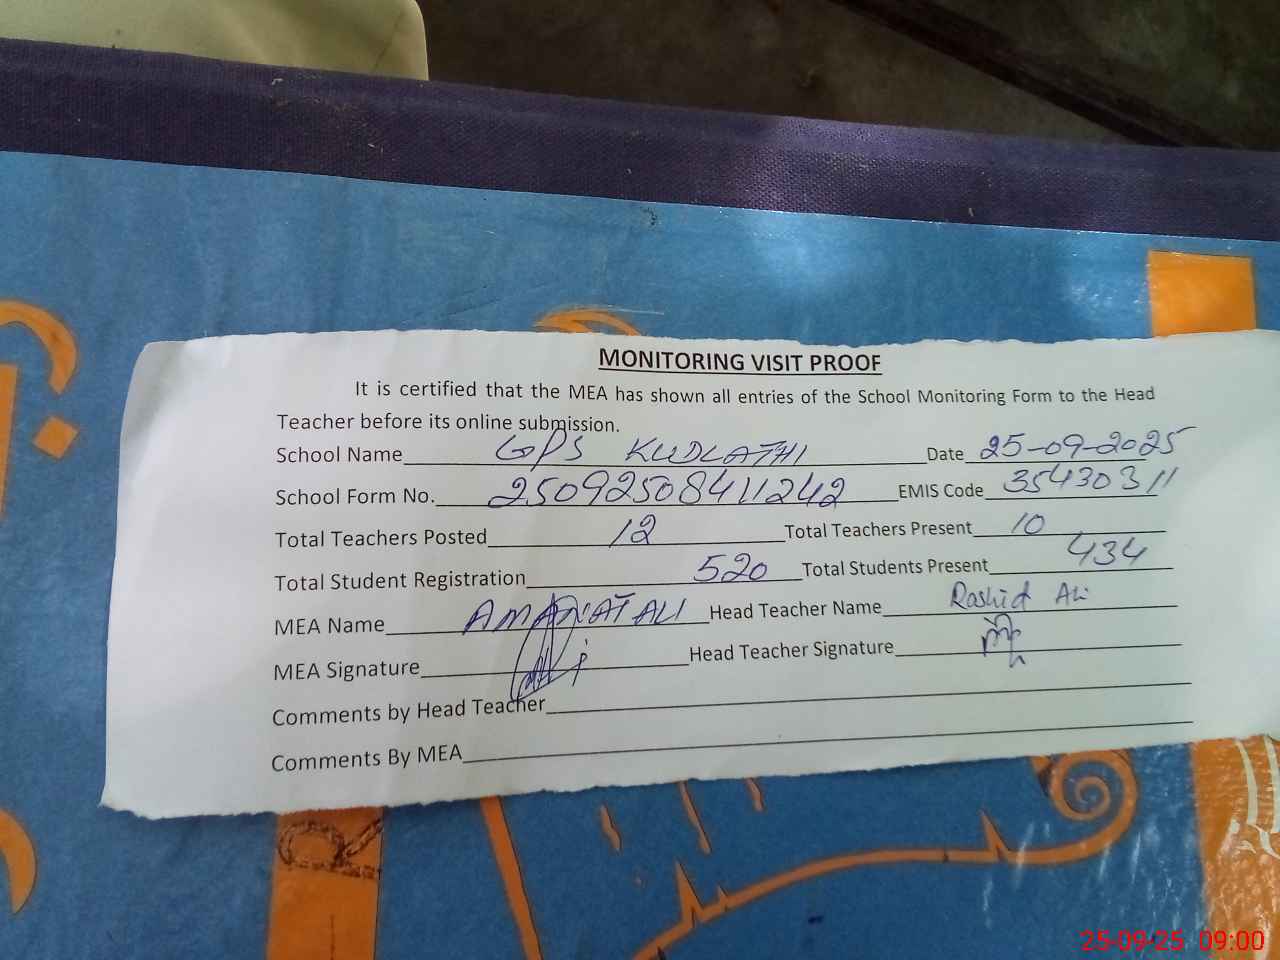 MONITORING VISIT PROOF
It is certified that the MEA has shown all entries of the School Monitoring Form to the Head
Teacher before its online submission.
School Name GPS KUDLATHI Date 25-09-2025
School Form No. 25092508411242 EMIS Code 35430311
Total Teachers Posted 12 Total Teachers Present 10
Total Student Registration 520 Total Students Present 434
MEA Name AMANAT ALI Head Teacher Name Rashid Ali
MEA Signature Head Teacher Signature
Comments by Head Teacher
Comments By MEA
25-09-25 09:00